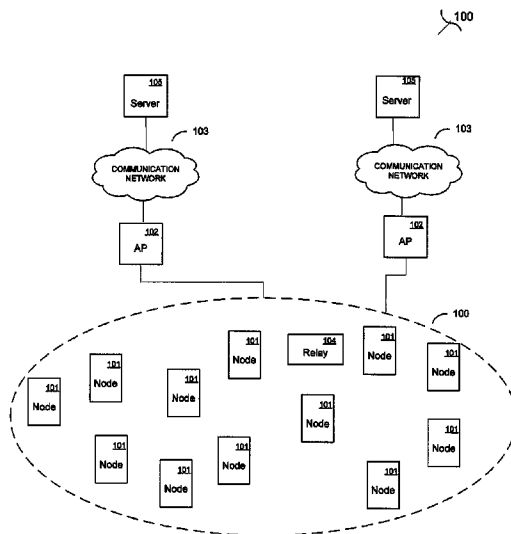 100
105
Server
105
Server
103
103
COMMUNICATION
NETWORK
COMMUNICATION
NETWORK
102
AP
102
AP
100
101
Node
104
Relay
101
Node
101
Node
101
Node
101
Node
101
Node
101
Node
101
Node
101
Node
101
Node
101
Node
101
Node